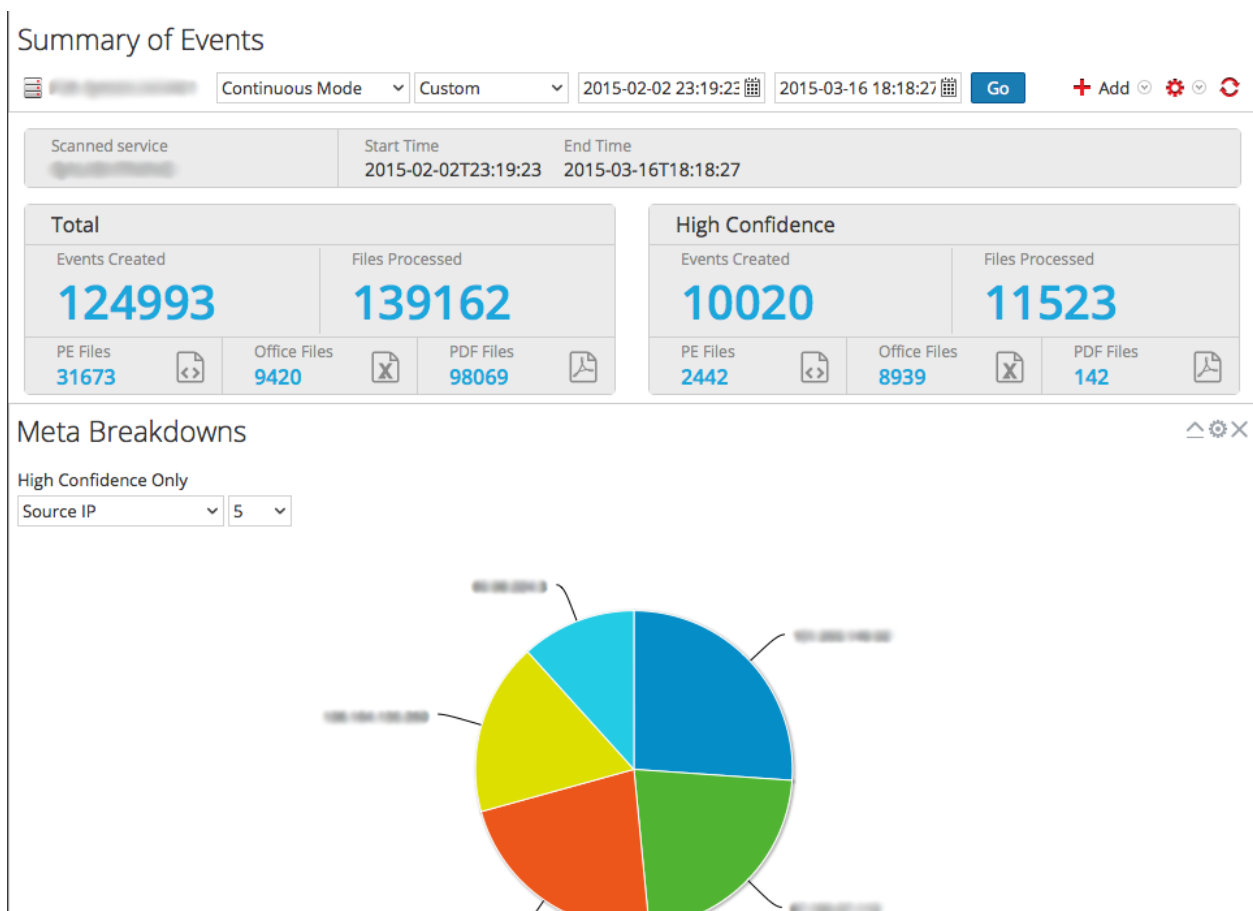 Summary of Events
Continuous Mode Custom 2015-02-02 23:19:23 2015-03-16 18:18:27 Go Add
Scanned service Start Time End Time
2015-02-02T23:19:23 2015-03-16T18:18:27
Total High Confidence
Events Created Files Processed Events Created Files Processed
124993 139162 10020 11523
PE Files Office Files PDF Files PE Files Office Files PDF Files
31673 9420 98069 2442 8939 142
Meta Breakdowns
High Confidence Only
Source IP 5